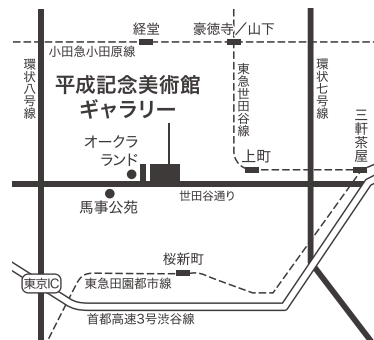 経堂
豪徳寺／山下
小田急小田原線
環状八号線
平成記念美術館
ギャラリー
東急世田谷線
環状七号線
オークラ
ランド
上町
三軒茶屋
世田谷通り
馬事公苑
桜新町
東京IC
東急田園都市線
首都高速3号渋谷線